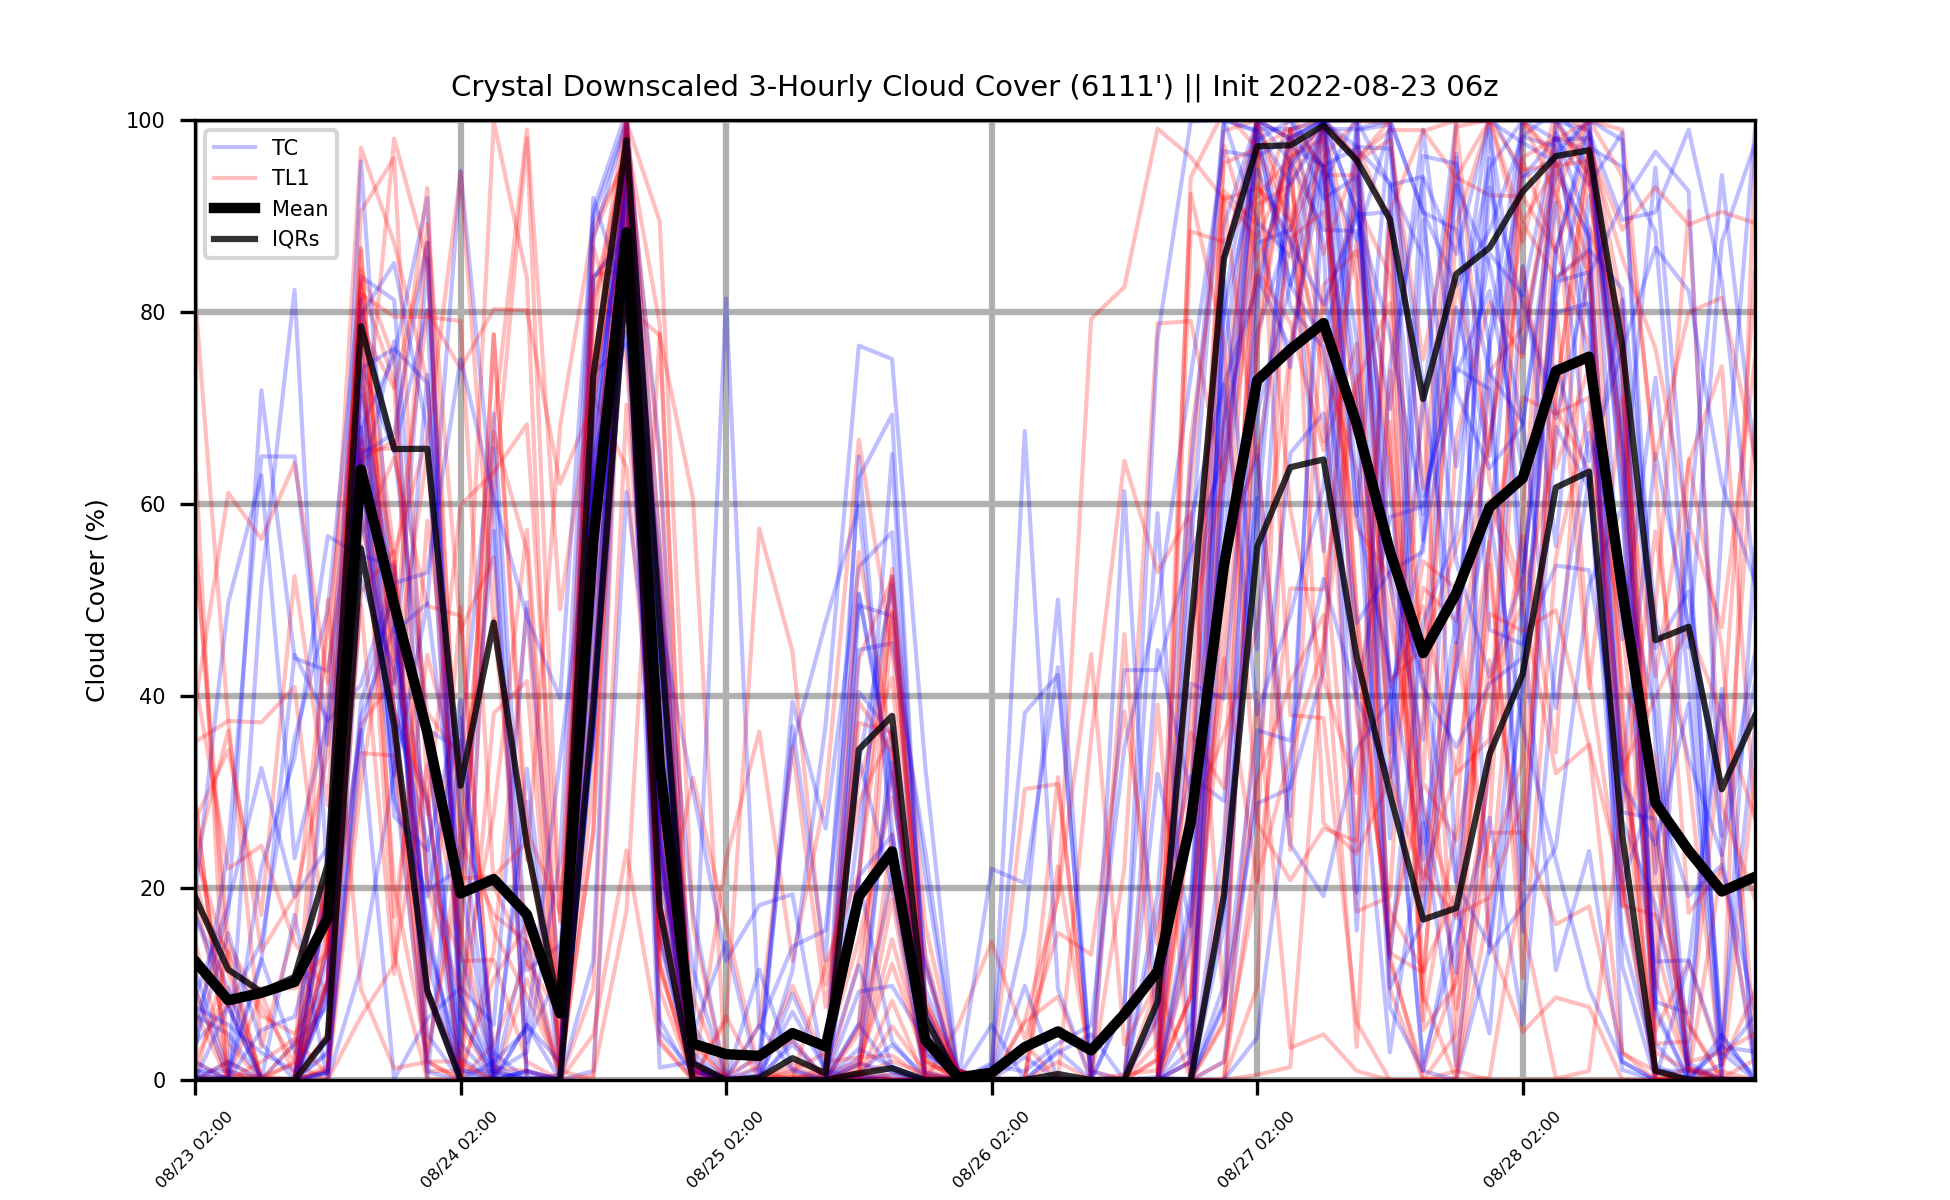 Crystal Downscaled 3-Hourly Cloud Cover (6111') || Init 2022-08-23 06z
Cloud Cover (%)
100
80
60
40
20
0
TC
TL1
Mean
IQRs
08/23 02:00
08/24 02:00
08/25 02:00
08/26 02:00
08/27 02:00
08/28 02:00